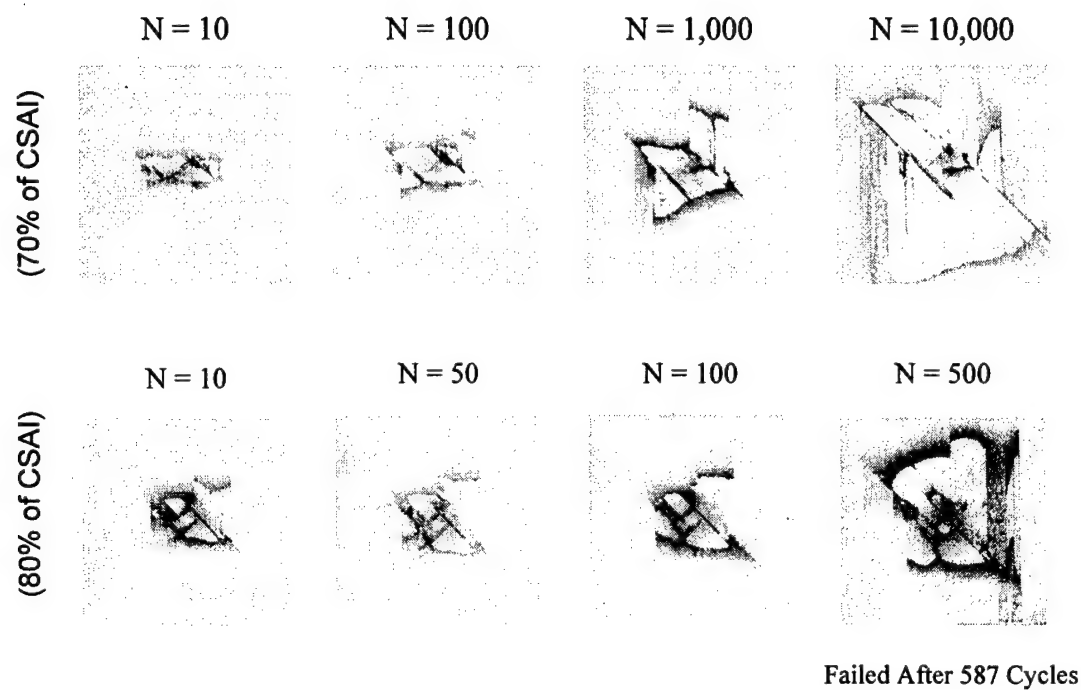 N = 10 N = 100 N = 1,000 N = 10,000
(70% of CSAI)
N = 10 N = 50 N = 100 N = 500
(80% of CSAI)
Failed After 587 Cycles